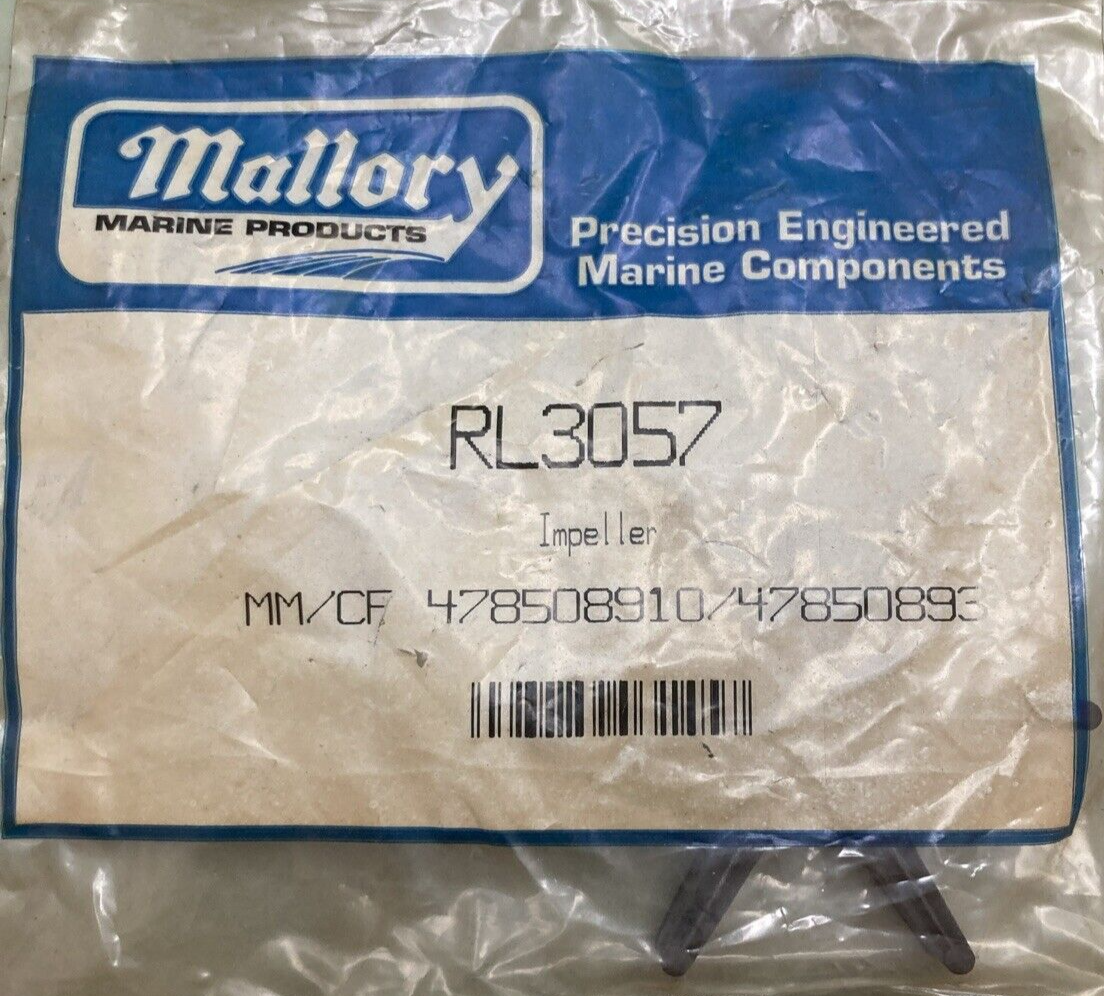 Mallory
MARINE PRODUCTS
Precision Engineered
Marine Components
RL3057
Impeller
MM/CF 478508910/47850893